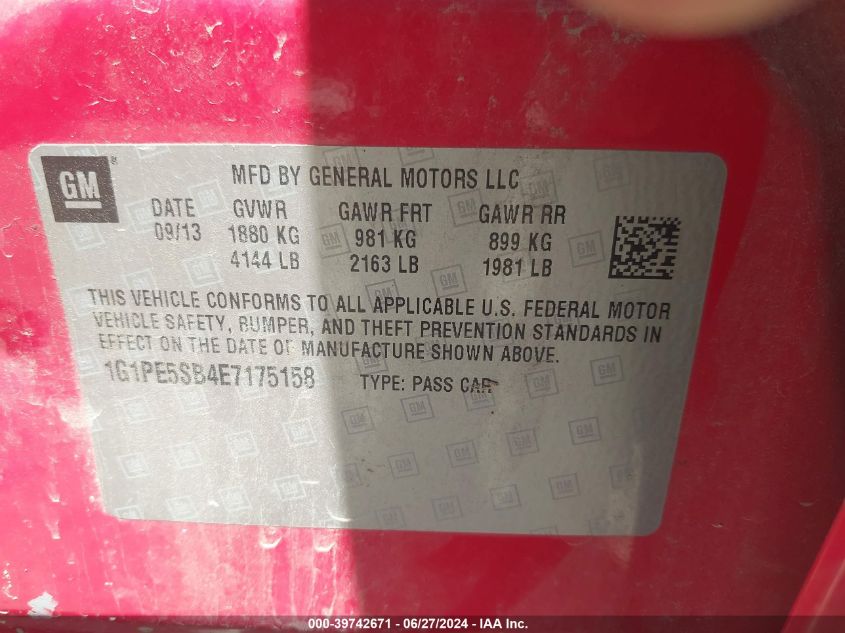 GM ® MFD BY GENERAL MOTORS LLC
DATE GVWR GAWR FRT GAWR RR
09/13 1880 KG 981 KG 899 KG
4144 LB 2163 LB 1981 LB
THIS VEHICLE CONFORMS TO ALL APPLICABLE U.S. FEDERAL MOTOR
VEHICLE SAFETY, BUMPER, AND THEFT PREVENTION STANDARDS IN
EFFECT ON THE DATE OF MANUFACTURE SHOWN ABOVE.
1G1PE5SB4E7175158 TYPE: PASS CAR
000-39742671 - 06/27/2024 - IAA Inc.